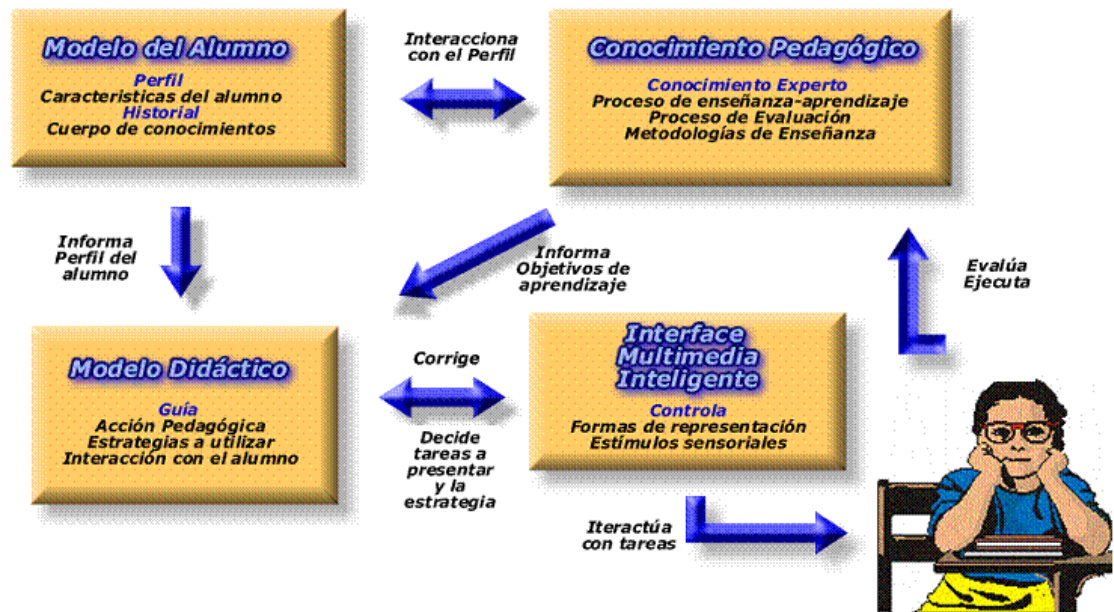 Modelo del Alumno
Perfil
Caracteristicas del alumno
Historial
Cuerpo de conocimientos
Interacciona
con el Perfil
Conocimiento Pedagógico
Conocimiento Experto
Proceso de enseñanza-aprendizaje
Proceso de Evaluación
Metodologías de Enseñanza
Informa
Perfil del
alumno
Informa
Objetivos de
aprendizaje
Evalúa
Ejecuta
Modelo Didáctico
Guía
Acción Pedagógica
Estrategias a utilizar
Interacción con el alumno
Corrige
Decide
tareas a
presentar
y la
estrategia
Interface
Multimedia
Inteligente
Controla
Formas de representación
Estímulos sensoriales
Iteractúa
con tareas